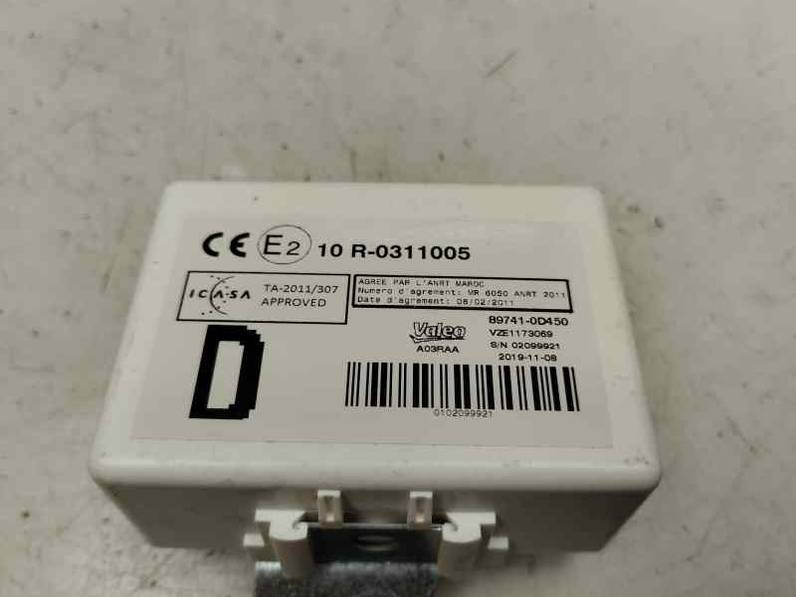 CE E2 10 R-0311005
ICASA TA-2011/307
APPROVED
AGREE PAR L'ANRT MAROC
Numero d'agrement: MR 6050 ANRT 2011
Date d'agrement: 08/02/2011
D
Valeo
A03RAA
89741-0D450
VZE1173069
S/N 02099921
2019-11-08
0102099921